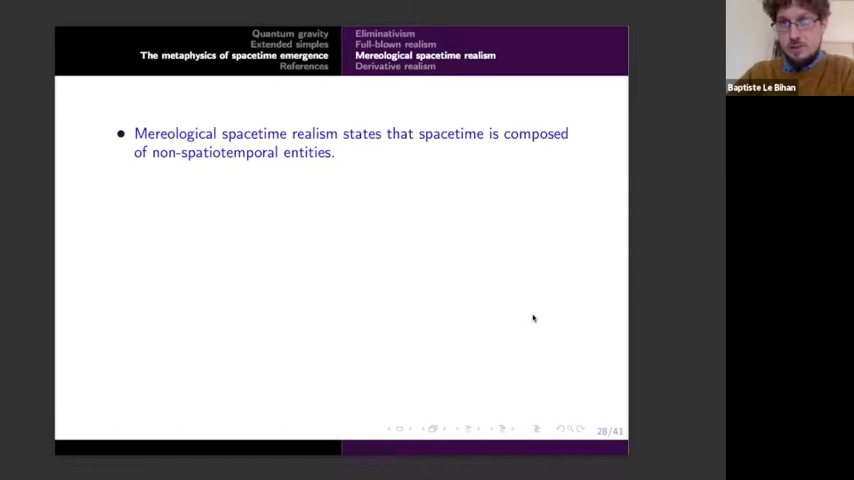 Quantum gravity
Extended simples
The metaphysics of spacetime emergence
References
Eliminativism
Full-blown realism
Mereological spacetime realism
Derivative realism
Mereological spacetime realism states that spacetime is composed
of non-spatiotemporal entities.
28/41
Baptiste Le Bihan